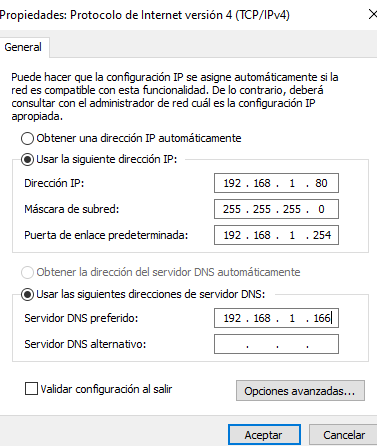 Propiedades: Protocolo de Internet versión 4 (TCP/IPv4)
General
Puede hacer que la configuración IP se asigne automáticamente si la
red es compatible con esta funcionalidad. De lo contrario, deberá
consultar con el administrador de red cuál es la configuración IP
apropiada.
Obtener una dirección IP automáticamente
Usar la siguiente dirección IP:
Dirección IP: 192 . 168 . 1 . 80
Máscara de subred: 255 . 255 . 255 . 0
Puerta de enlace predeterminada: 192 . 168 . 1 . 254
Obtener la dirección del servidor DNS automáticamente
Usar las siguientes direcciones de servidor DNS:
Servidor DNS preferido: 192 . 168 . 1 . 166
Servidor DNS alternativo: . . .
Validar configuración al salir
Opciones avanzadas...
Aceptar Cancelar